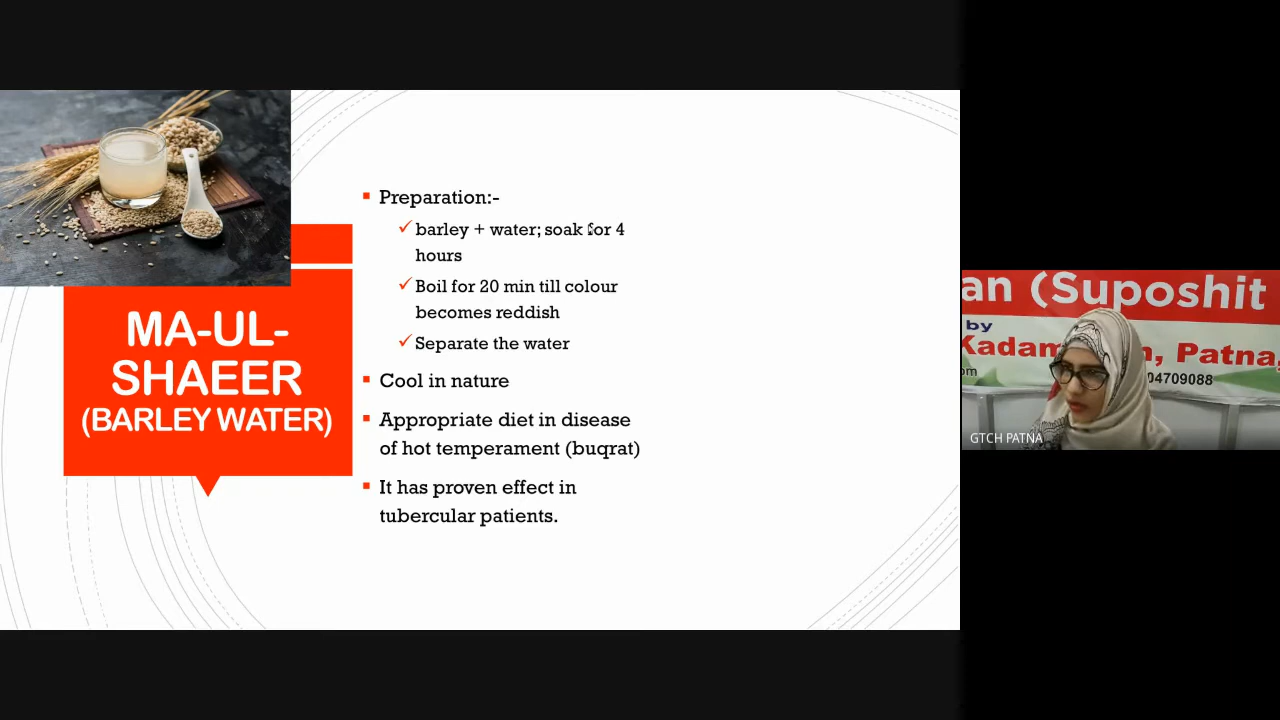 MA-UL-
SHAEER
(BARLEY WATER)
Preparation:-
barley + water; soak for 4
hours
Boil for 20 min till colour
becomes reddish
Separate the water
Cool in nature
Appropriate diet in disease
of hot temperament (buqrat)
It has proven effect in
tubercular patients.
an (Suposhit
by
Kadam, Patna,
om
04709088
GTCH PATNA